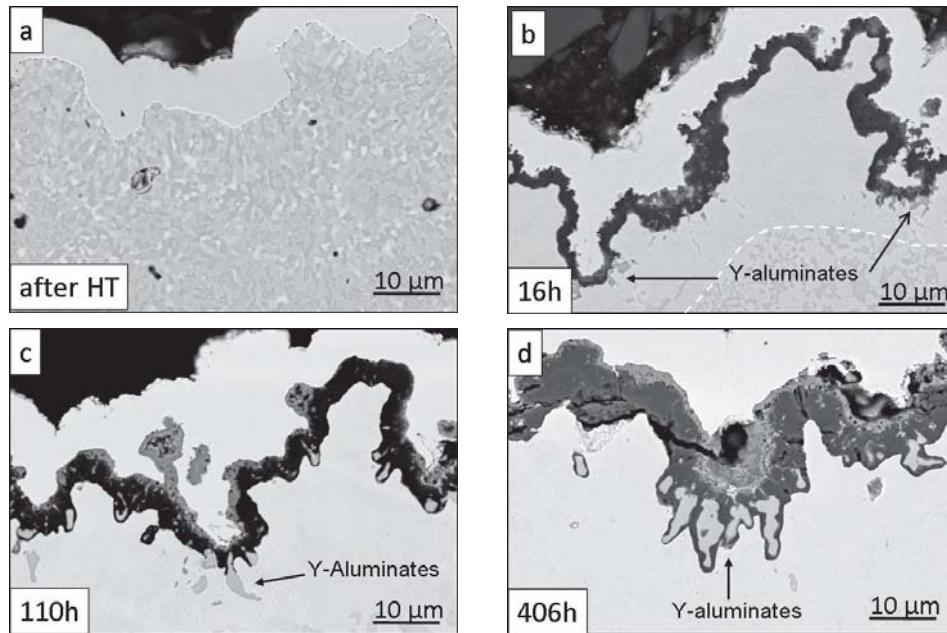 a
after HT
10 µm
b
Y-aluminates
16h
10 µm
c
Y-Aluminates
110h
10 µm
d
Y-aluminates
406h
10 µm